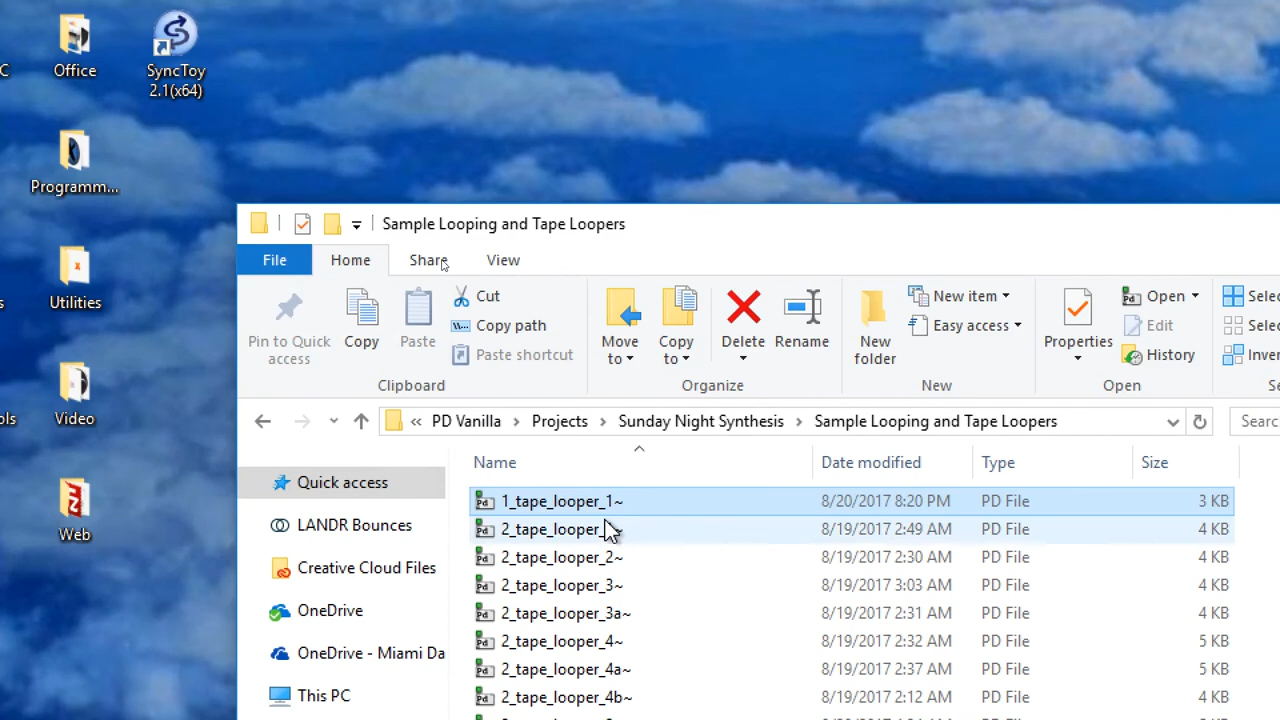 C
Office
SyncToy
2.1(x64)
Programm...
s
Utilities
ols
Video
Web
Sample Looping and Tape Loopers
File Home Share View
Pin to Quick
access
Copy
Paste
Cut
Copy path
Paste shortcut
Clipboard
Move
to
Copy
to
Delete
Rename
Organize
New
folder
New item
Easy access
New
Properties
Open
Edit
History
Open
Selec
Selec
Inver
Se
« PD Vanilla > Projects > Sunday Night Synthesis > Sample Looping and Tape Loopers
Searc
Quick access
LANDR Bounces
Creative Cloud Files
OneDrive
OneDrive - Miami Da
This PC
Name Date modified Type Size
1_tape_looper_1~ 8/20/2017 8:20 PM PD File 3 KB
2_tape_looper_ ~ 8/19/2017 2:49 AM PD File 4 KB
2_tape_looper_2~ 8/19/2017 2:30 AM PD File 4 KB
2_tape_looper_3~ 8/19/2017 3:03 AM PD File 4 KB
2_tape_looper_3a~ 8/19/2017 2:31 AM PD File 4 KB
2_tape_looper_4~ 8/19/2017 2:32 AM PD File 5 KB
2_tape_looper_4a~ 8/19/2017 2:37 AM PD File 5 KB
2_tape_looper_4b~ 8/19/2017 2:12 AM PD File 4 KB